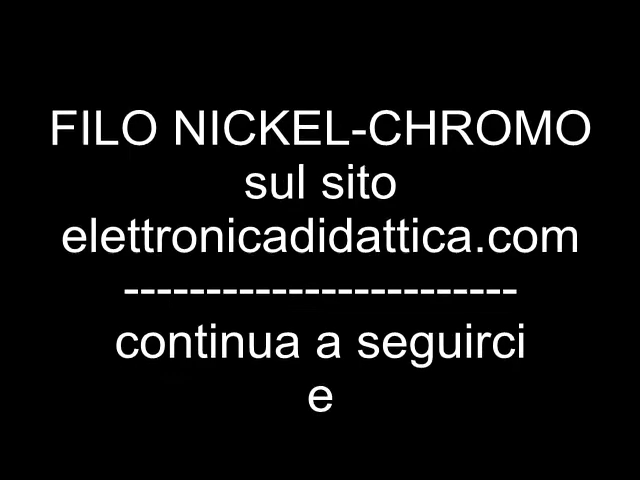 FILO NICKEL-CHROMO
sul sito
elettronicadidattica.com
------------------------
continua a seguirci
e